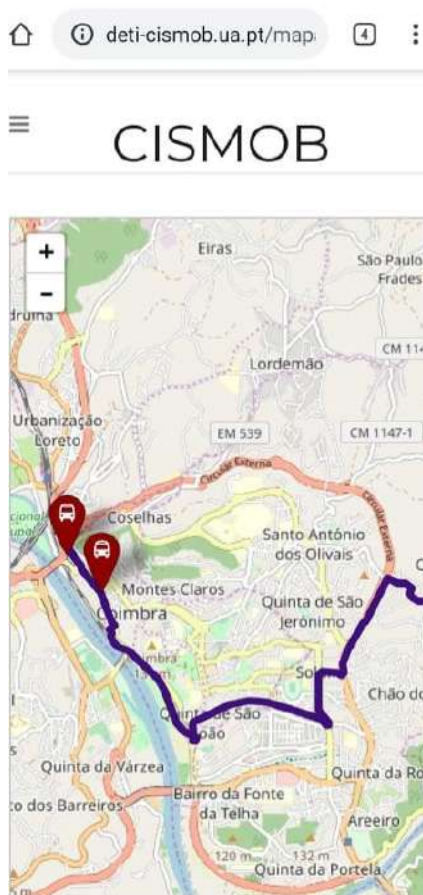 deti-cismob.ua.pt/map
4
CISMOB
+
-
Eiras
São Paulo
Frades
Lordemão
CM 114
EM 539
CM 1147-1
Urbanização
Loreto
Circular Externa
Circular Externa
Coselhas
Santo António
dos Olivais
Montes Claros
Coimbra
Quinta de São
Jerónimo
Chão do
Quinta de São
João
Quinta da Várzea
Quinta da Ro
co dos Barreiros
Bairro da Fonte
da Telha
Areeiro
120 m
132 m
Quinta da Portela